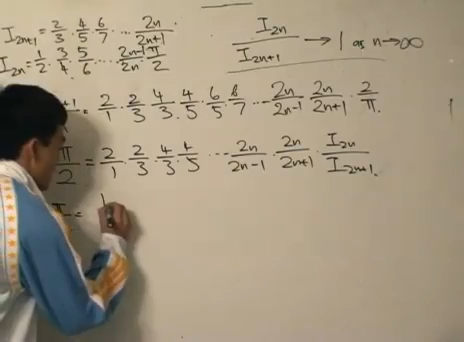 I₂ₙ₊₁ = 2/3 · 4/5 · 6/7 · ... · 2n/2n+1
I₂ₙ = 1/2 · 3/4 · 5/6 · ... 2n-1/2n · π/2
I₂ₙ/I₂ₙ₊₁ → 1 as n→∞
= 2/1 · 2/3 · 4/3 · 4/5 · 6/5 · 8/7 ... 2n/2n-1 · 2n/2n+1 · 2/π
π/2 = 2/1 · 2/3 · 4/3 · 4/5 ... 2n/2n-1 · 2n/2n+1 · I₂ₙ/I₂ₙ₊₁
=